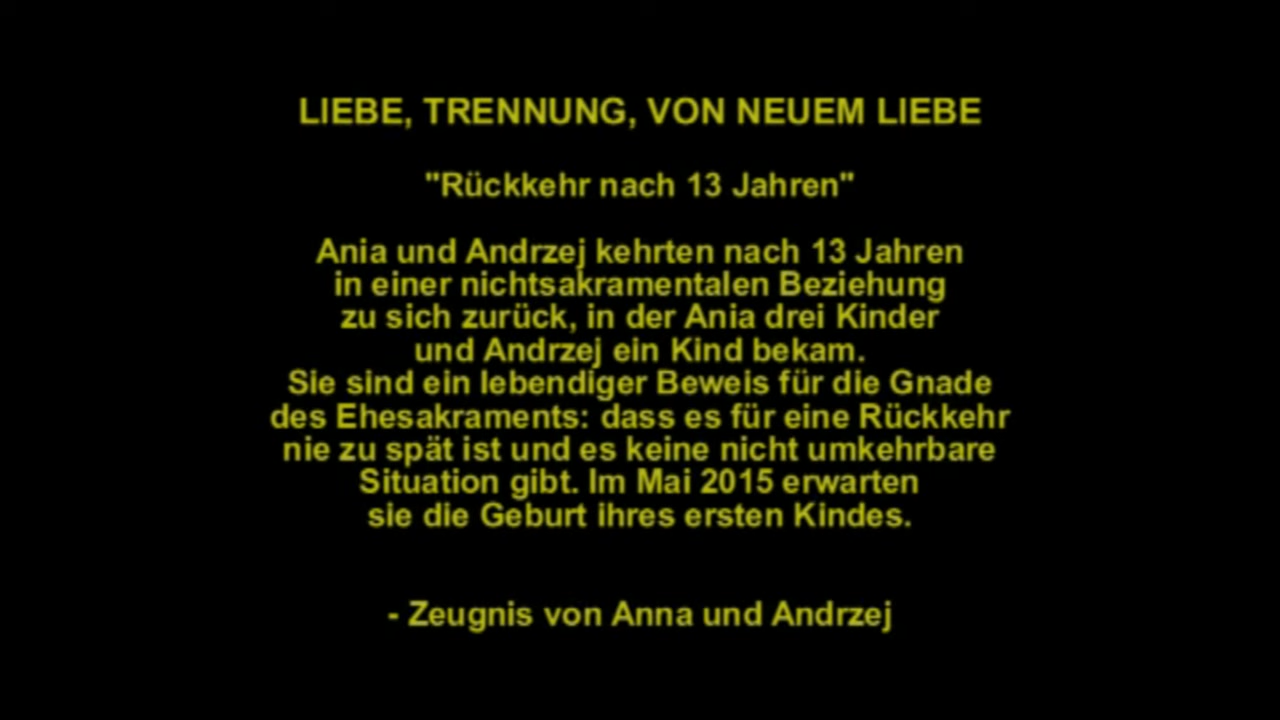 LIEBE, TRENNUNG, VON NEUEM LIEBE
"Rückkehr nach 13 Jahren"
Ania und Andrzej kehrten nach 13 Jahren
in einer nichtsakramentalen Beziehung
zu sich zurück, in der Ania drei Kinder
und Andrzej ein Kind bekam.
Sie sind ein lebendiger Beweis für die Gnade
des Ehesakraments: dass es für eine Rückkehr
nie zu spät ist und es keine nicht umkehrbare
Situation gibt. Im Mai 2015 erwarten
sie die Geburt ihres ersten Kindes.
- Zeugnis von Anna und Andrzej